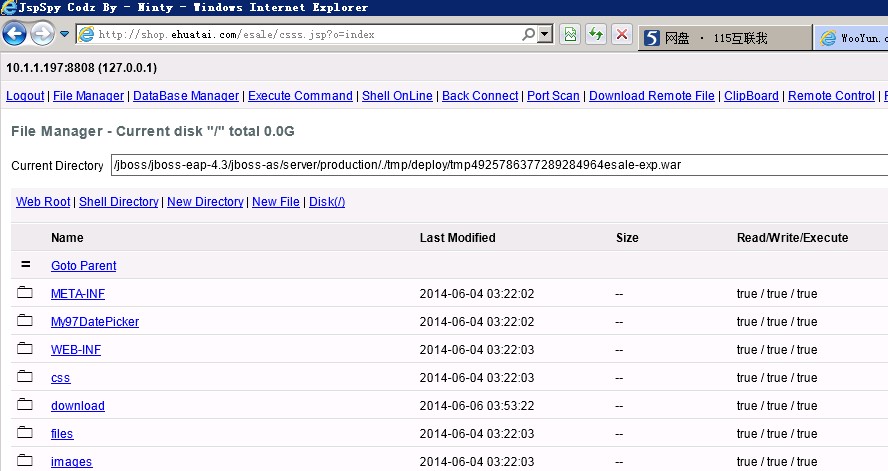 JspSpy Codz By - Ninty - Windows Internet Explorer
http://shop.ehuatai.com/esale/csss.jsp?o=index
网盘 · 115互联我
WooYun.o
10.1.1.197:8808 (127.0.0.1)
Logout | File Manager | DataBase Manager | Execute Command | Shell OnLine | Back Connect | Port Scan | Download Remote File | ClipBoard | Remote Control |
File Manager - Current disk "/" total 0.0G
Current Directory /jboss/jboss-eap-4.3/jboss-as/server/production/./tmp/deploy/tmp4925786377289284964esale-exp.war
Web Root | Shell Directory | New Directory | New File | Disk(/)
Name Last Modified Size Read/Write/Execute
= Goto Parent
META-INF 2014-06-04 03:22:02 -- true / true / true
My97DatePicker 2014-06-04 03:22:02 -- true / true / true
WEB-INF 2014-06-04 03:22:03 -- true / true / true
css 2014-06-04 03:22:03 -- true / true / true
download 2014-06-06 03:53:22 -- true / true / true
files 2014-06-04 03:22:03 -- true / true / true
images 2014-06-04 03:22:03 -- true / true / true